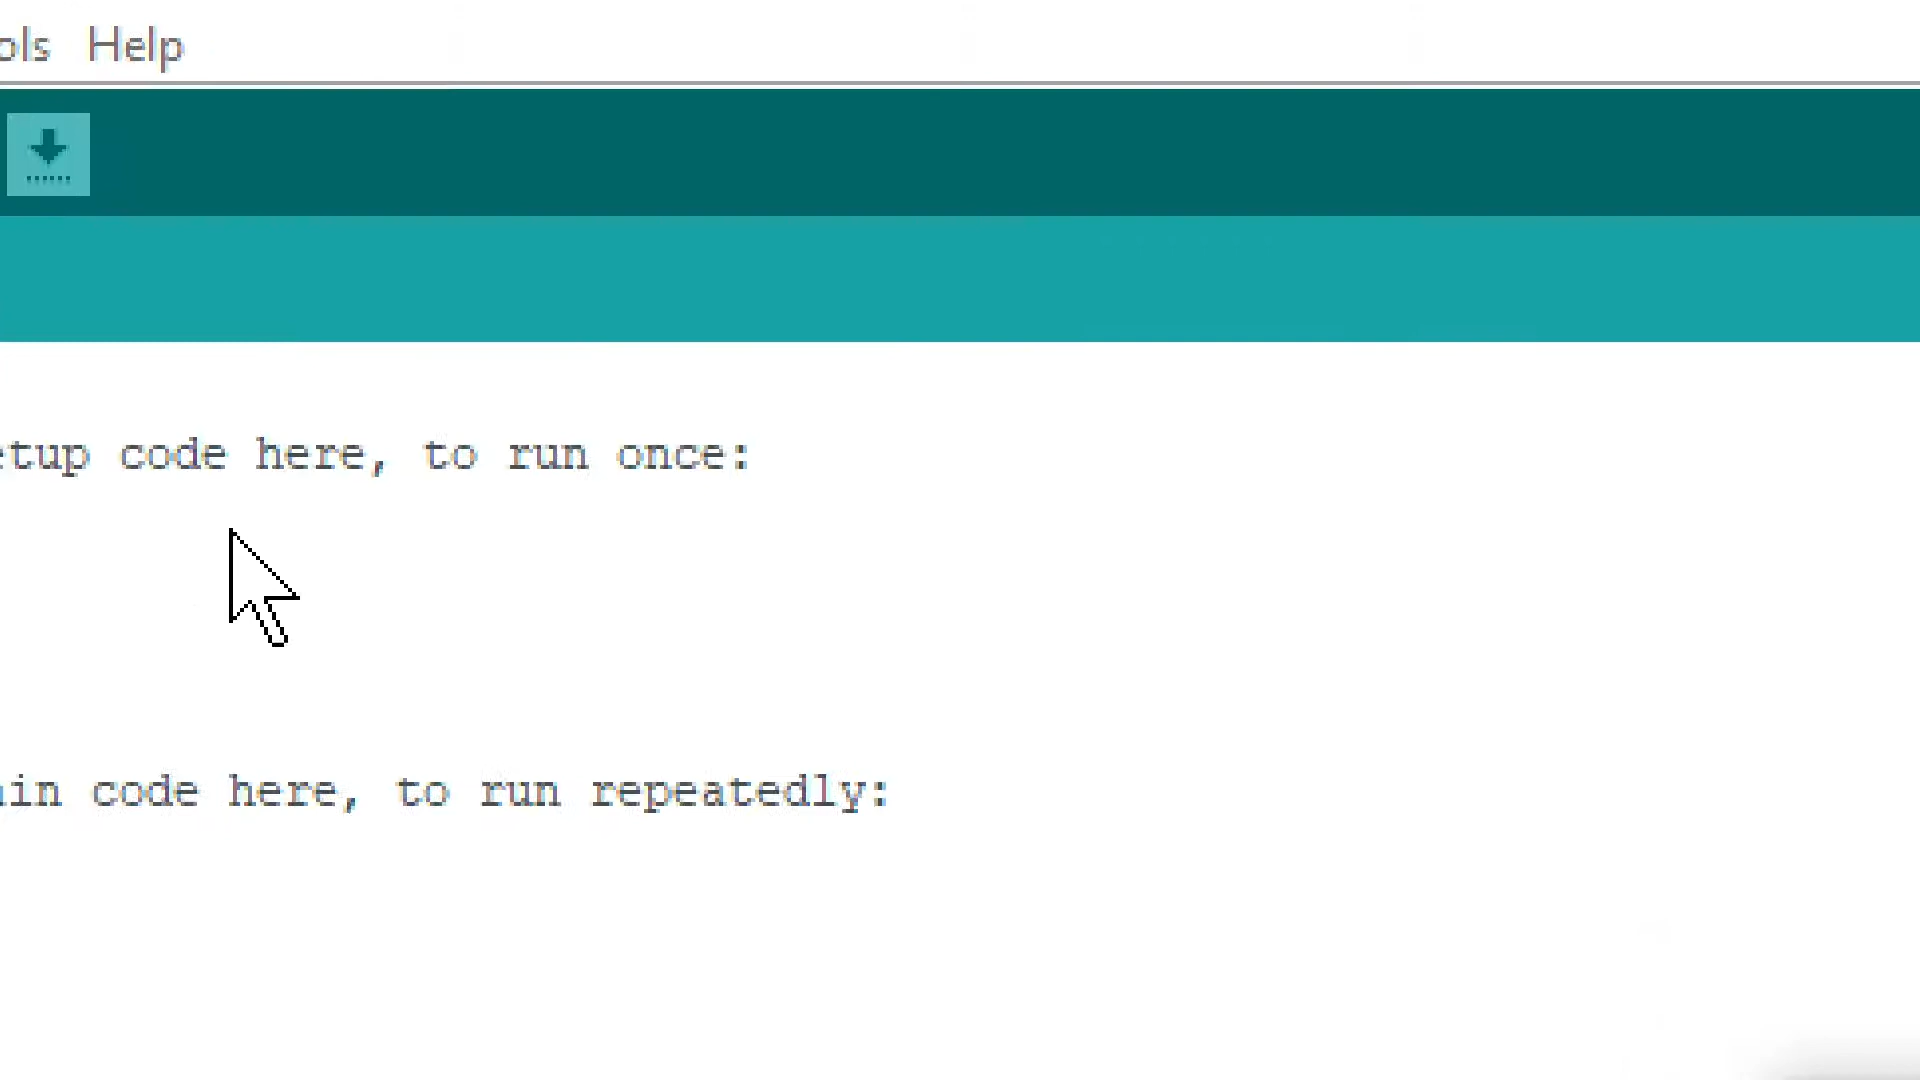 ols Help
etup code here, to run once:
in code here, to run repeatedly: